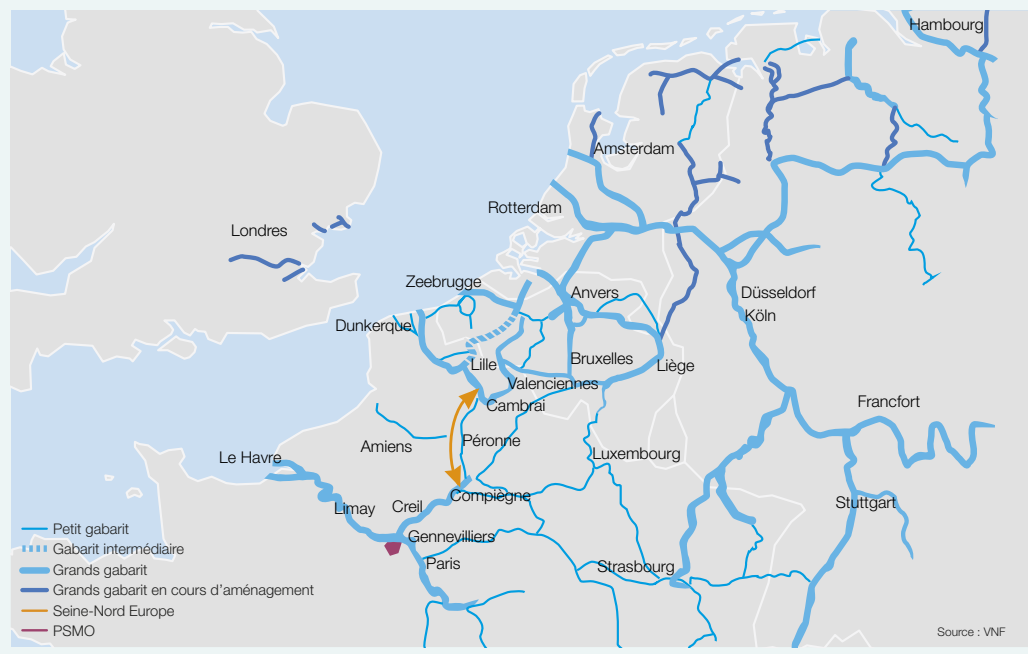 Hambourg
Amsterdam
Rotterdam
Londres
Zeebrugge
Anvers
Düsseldorf
Köln
Dunkerque
Bruxelles
Lille
Liège
Valenciennes
Cambrai
Francfort
Amiens
Péronne
Luxembourg
Le Havre
Compiègne
Limay
Creil
Stuttgart
Gennevilliers
Paris
Strasbourg
Petit gabarit
Gabarit intermédiaire
Grands gabarit
Grands gabarit en cours d'aménagement
Seine-Nord Europe
PSMO
Source : VNF